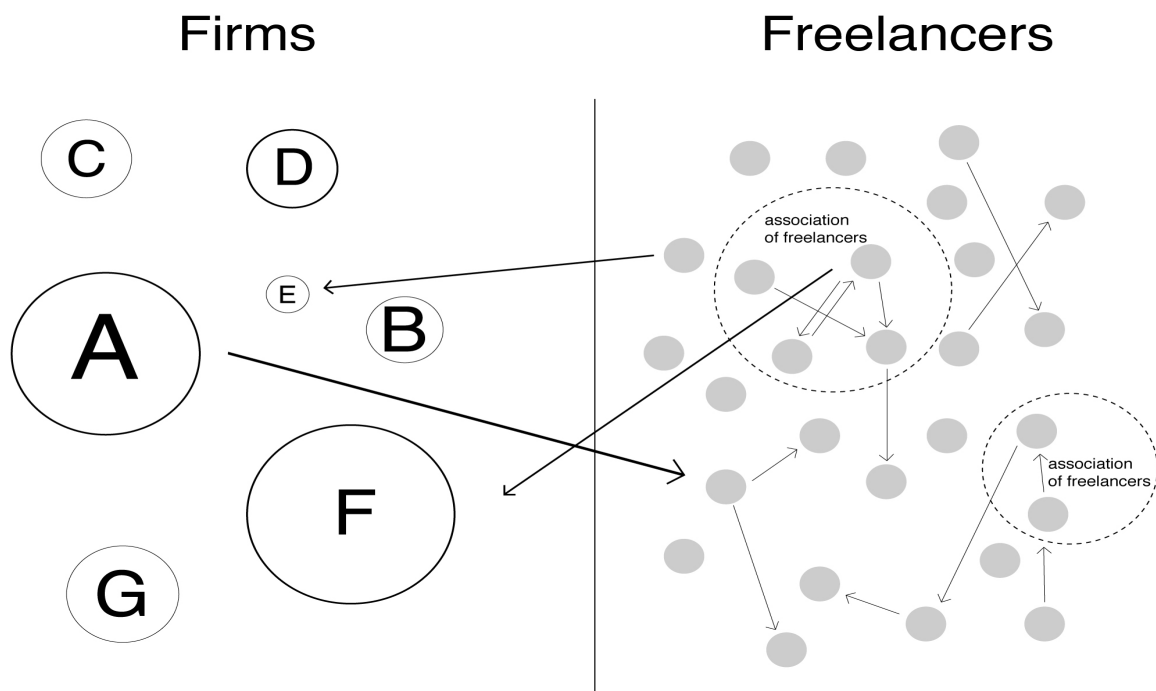 Firms
Freelancers
C
D
association
of freelancers
E
B
A
association
of freelancers
F
G